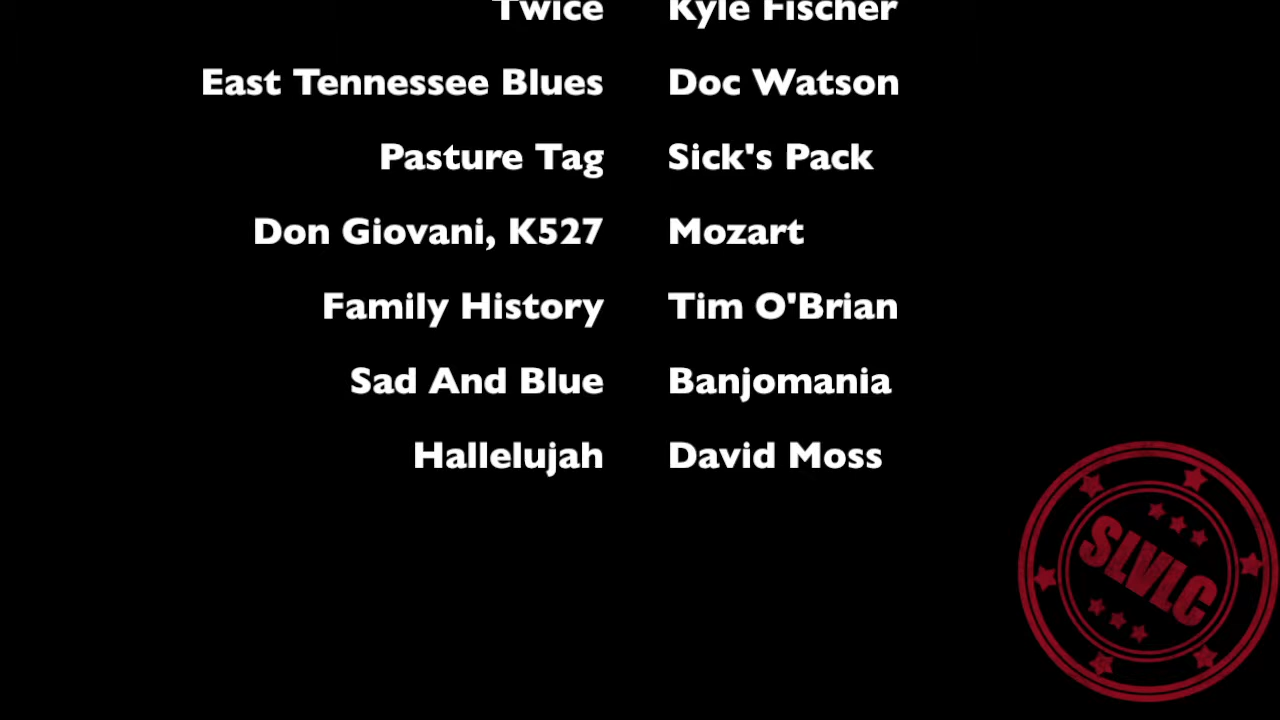 Twice Kyle Fischer
East Tennessee Blues Doc Watson
Pasture Tag Sick's Pack
Don Giovani, K527 Mozart
Family History Tim O'Brian
Sad And Blue Banjomania
Hallelujah David Moss
SLVLC